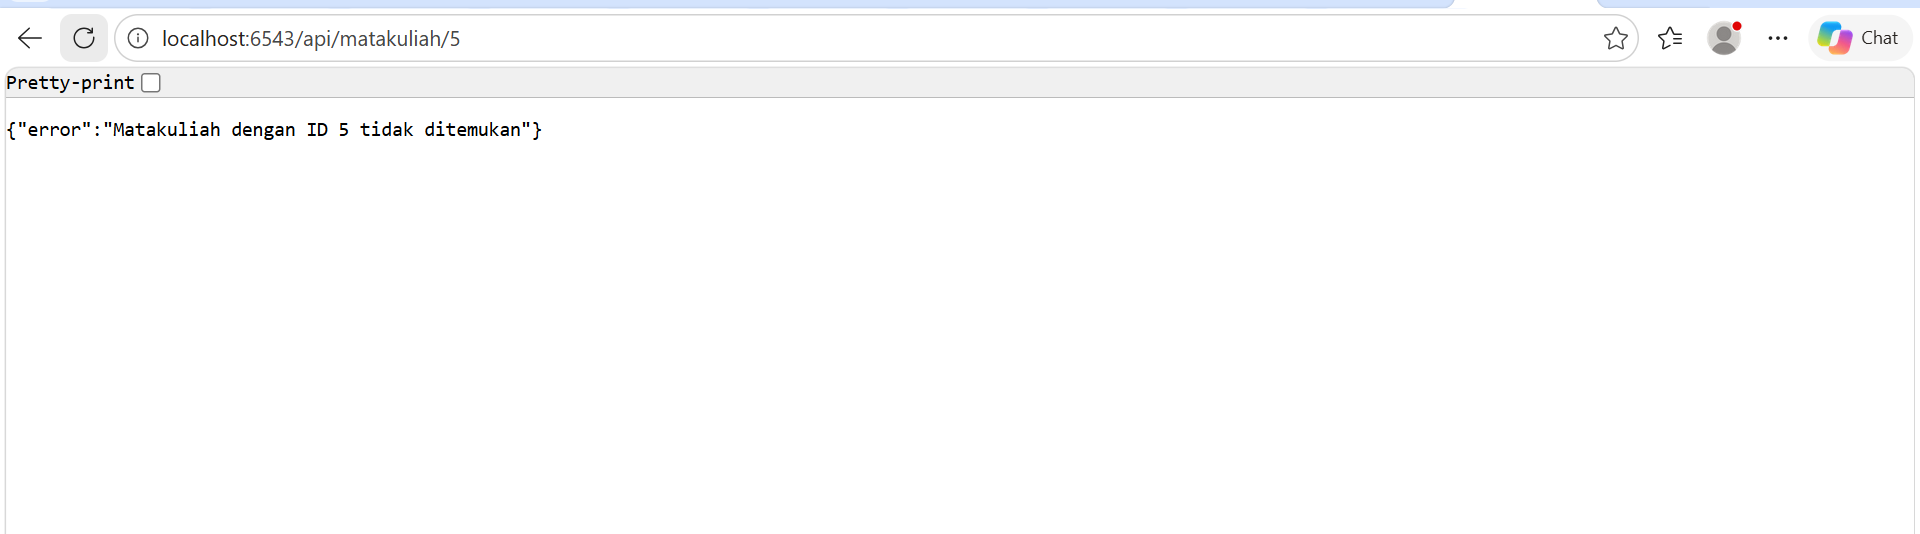 localhost:6543/api/matakuliah/5
Chat
Pretty-print
{"error":"Matakuliah dengan ID 5 tidak ditemukan"}